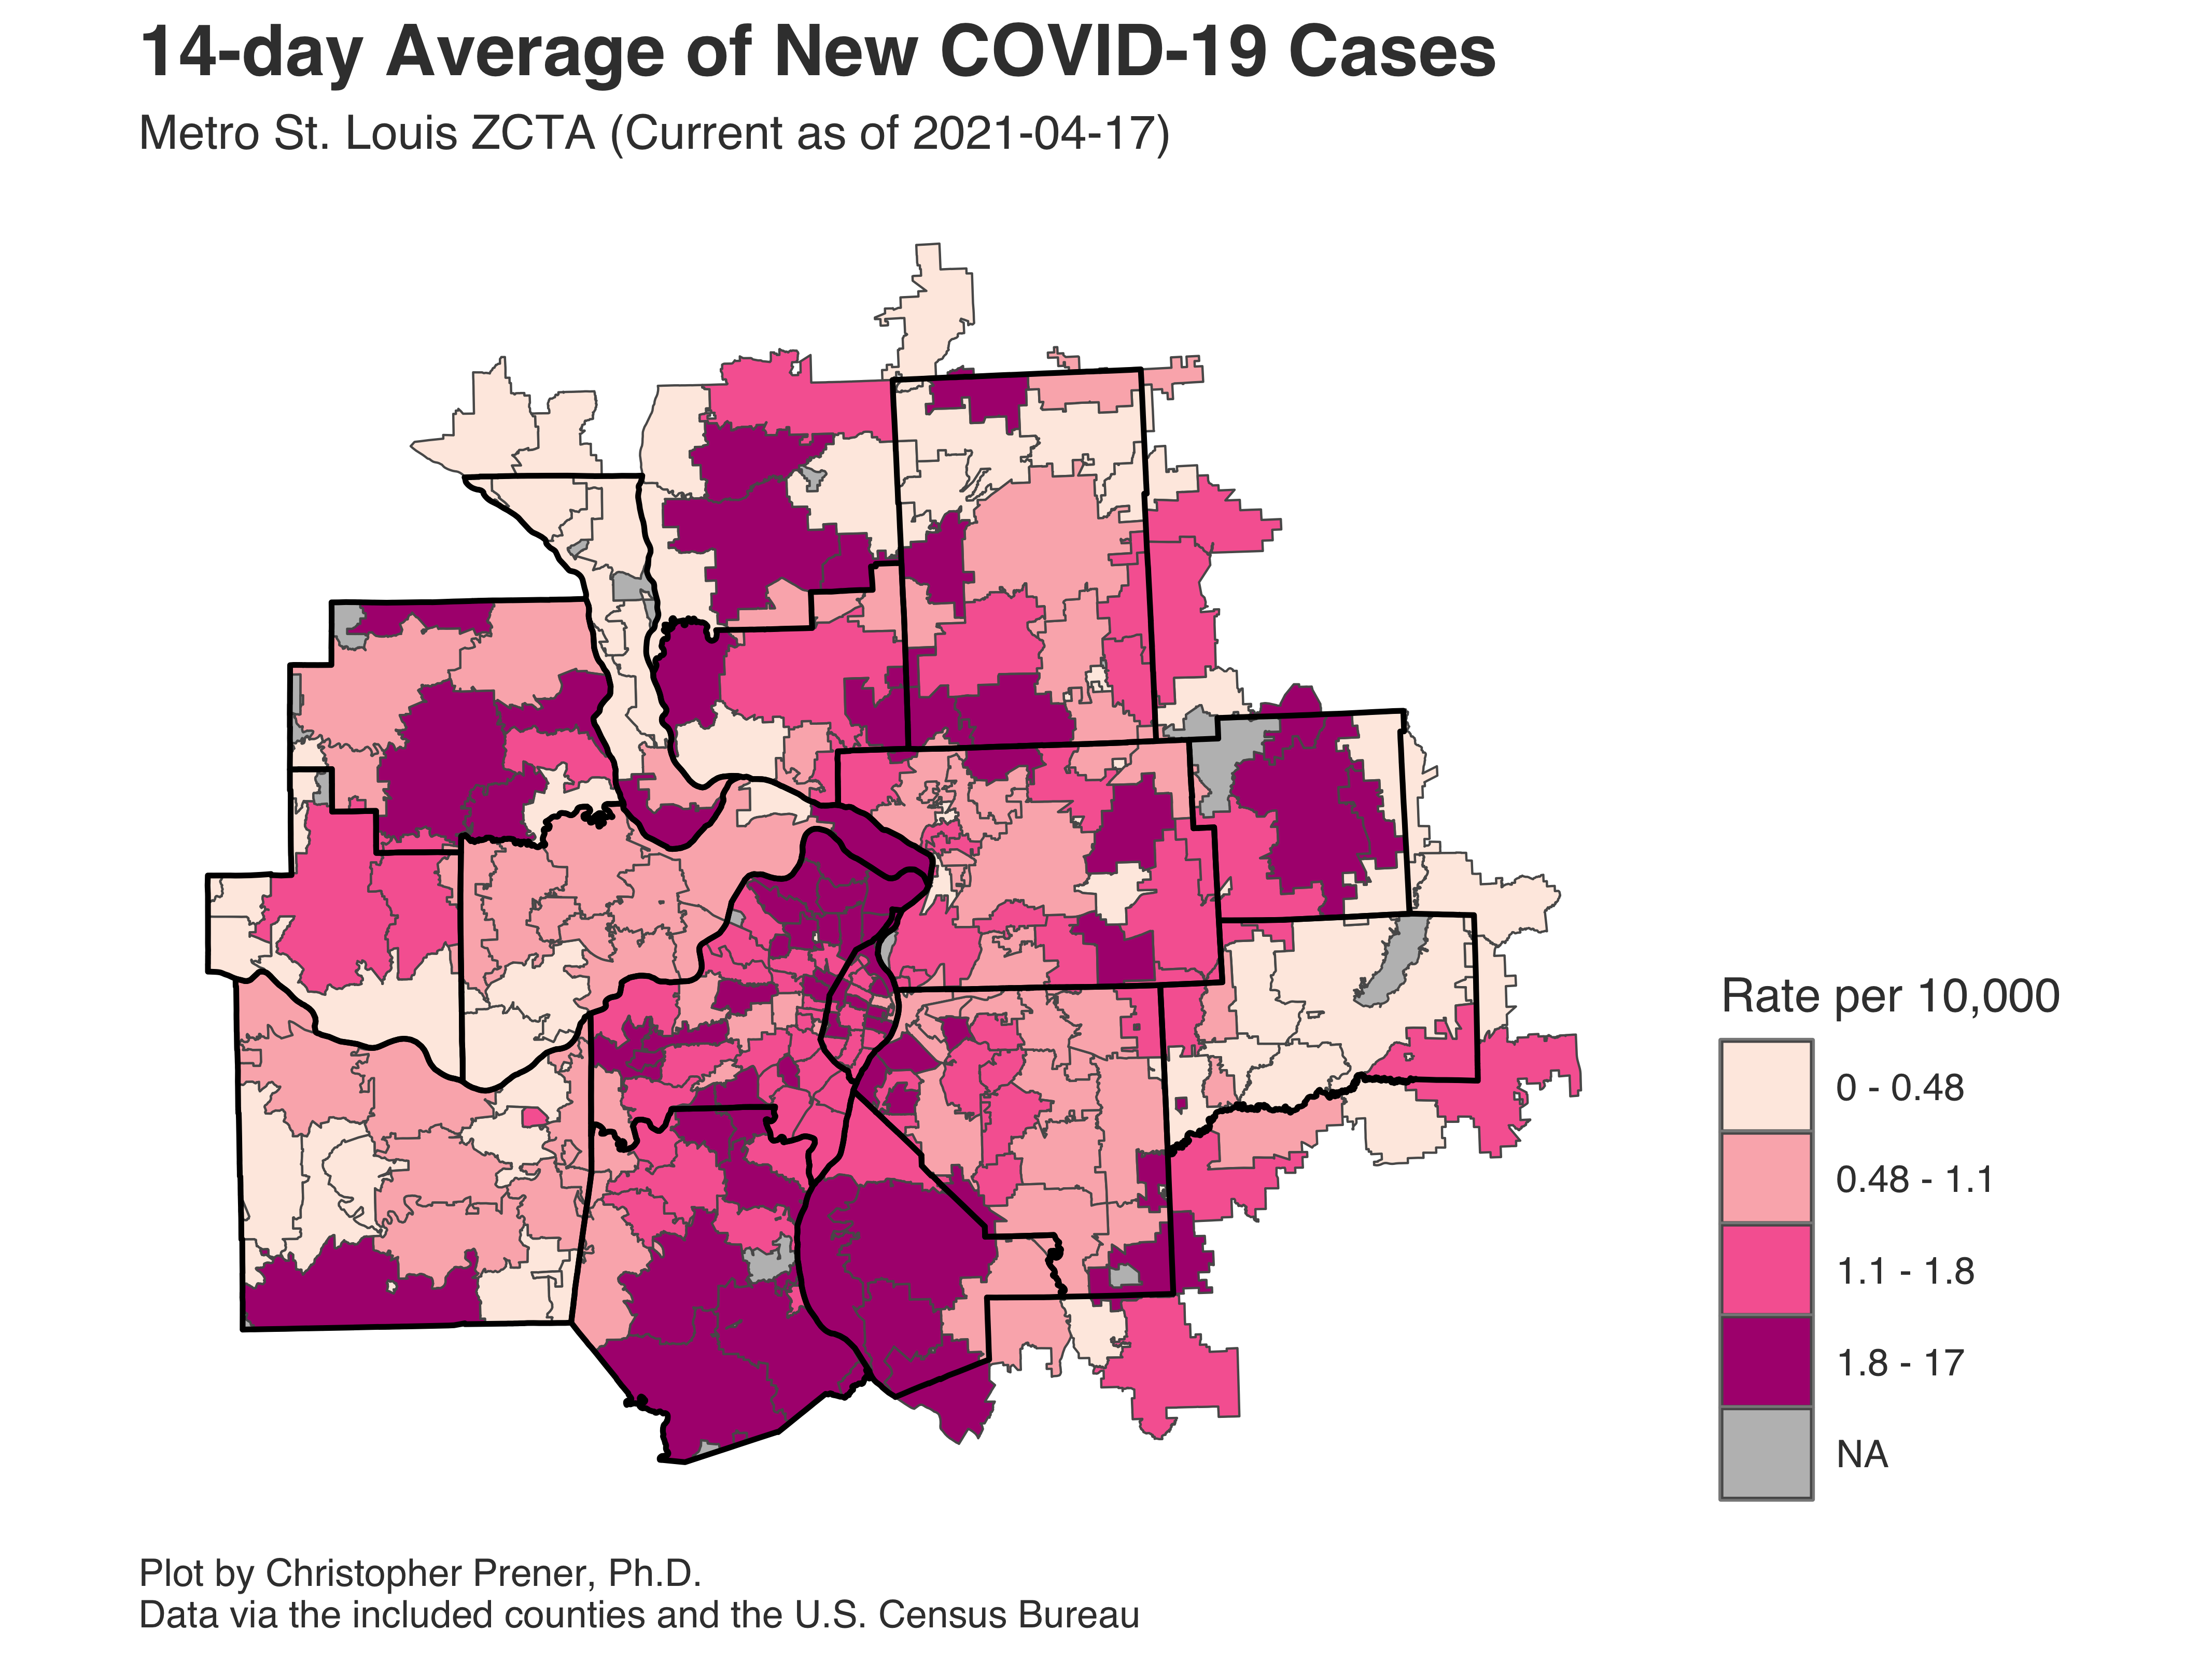 14-day Average of New COVID-19 Cases
Metro St. Louis ZCTA (Current as of 2021-04-17)
Rate per 10,000
0 - 0.48
0.48 - 1.1
1.1 - 1.8
1.8 - 17
NA
Plot by Christopher Prener, Ph.D.
Data via the included counties and the U.S. Census Bureau